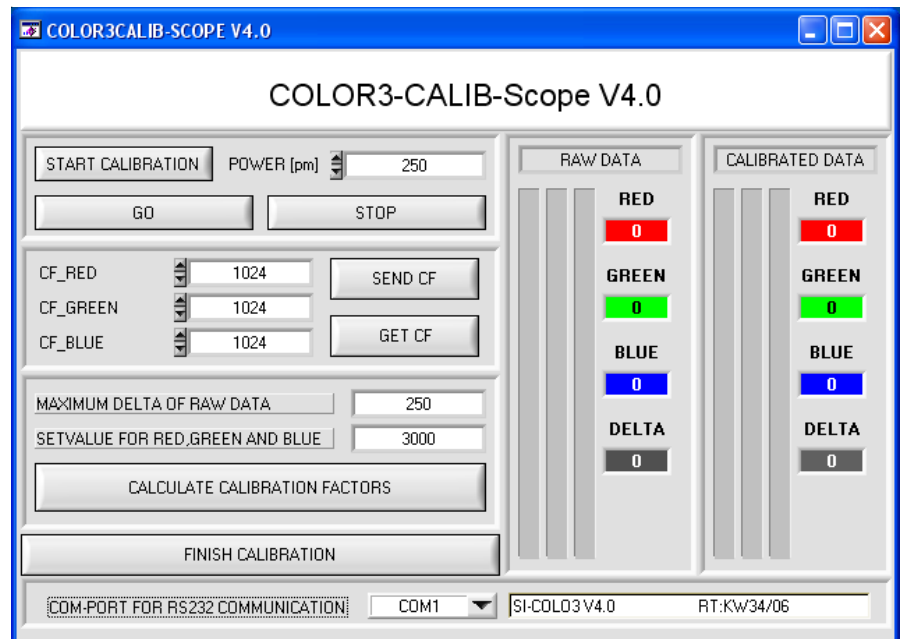 COLOR3CALIB-SCOPE V4.0
COLOR3-CALIB-Scope V4.0
START CALIBRATION POWER [pm] 250
GO STOP
CF_RED 1024
CF_GREEN 1024
CF_BLUE 1024
SEND CF
GET CF
MAXIMUM DELTA OF RAW DATA 250
SETVALUE FOR RED,GREEN AND BLUE 3000
CALCULATE CALIBRATION FACTORS
FINISH CALIBRATION
RAW DATA
RED
0
GREEN
0
BLUE
0
DELTA
0
CALIBRATED DATA
RED
0
GREEN
0
BLUE
0
DELTA
0
COM-PORT FOR RS232 COMMUNICATION COM1 SI-COLO3 V4.0 RT:KW34/06